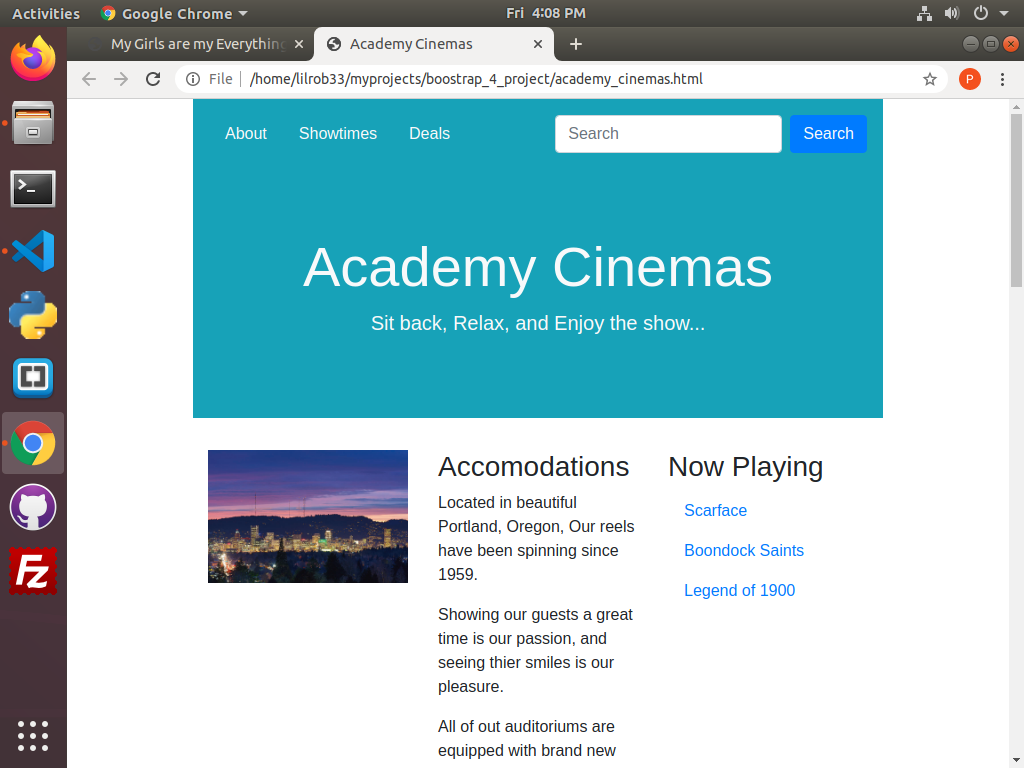 Activities Google Chrome Fri 4:08 PM
My Girls are my Everything Academy Cinemas
File /home/lilrob33/myprojects/boostrap_4_project/academy_cinemas.html P
About Showtimes Deals Search Search
Academy Cinemas
Sit back, Relax, and Enjoy the show...
Accomodations
Located in beautiful
Portland, Oregon, Our reels
have been spinning since
1959.
Showing our guests a great
time is our passion, and
seeing thier smiles is our
pleasure.
All of out auditoriums are
equipped with brand new
Now Playing
Scarface
Boondock Saints
Legend of 1900
Fz